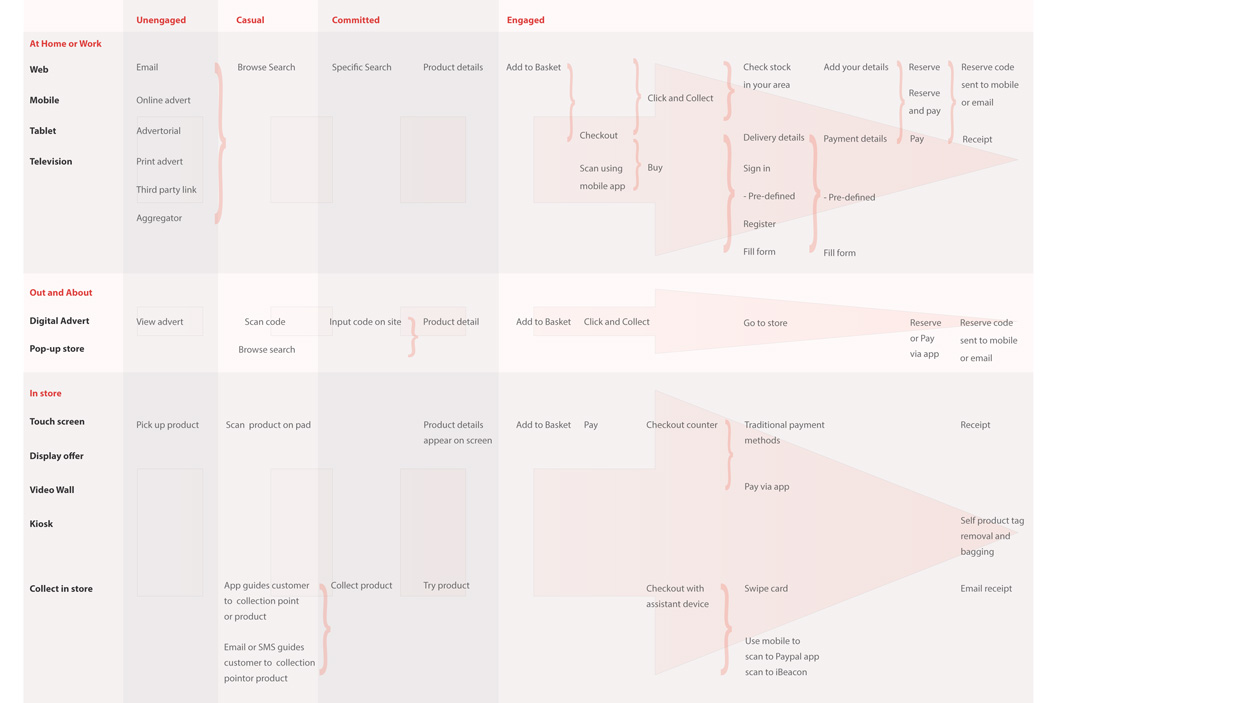 Unengaged Casual Committed Engaged
At Home or Work
Web Email Browse Search Specific Search Product details Add to Basket Check stock Add your details Reserve Reserve code
in your area sent to mobile
Reserve
Mobile Online advert Click and Collect and pay or email
Tablet Advertorial Checkout Delivery details Payment details Pay Receipt
Television Print advert Scan using Buy Sign in
mobile app
Third party link - Pre-defined - Pre-defined
Aggregator Register
Fill form Fill form
Out and About
Digital Advert View advert Scan code Input code on site Product detail Add to Basket Click and Collect Go to store Reserve Reserve code
or Pay sent to mobile
Pop-up store Browse search via app or email
In store
Touch screen Pick up product Scan product on pad Product details Add to Basket Pay Checkout counter Traditional payment Receipt
appear on screen methods
Display offer
Video Wall Pay via app
Kiosk Self product tag
removal and
bagging
Collect in store App guides customer Collect product Try product Checkout with Swipe card Email receipt
to collection point assistant device
or product
Email or SMS guides Use mobile to
customer to collection scan to Paypal app
pointor product scan to iBeacon